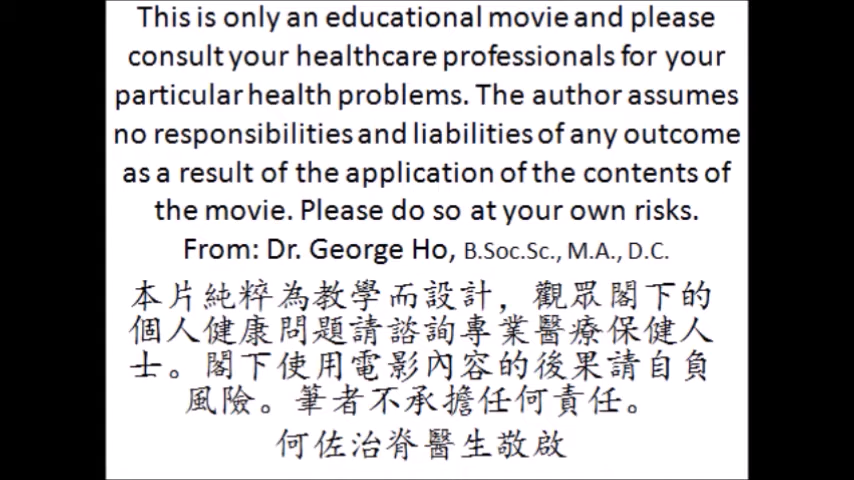 This is only an educational movie and please
consult your healthcare professionals for your
particular health problems. The author assumes
no responsibilities and liabilities of any outcome
as a result of the application of the contents of
the movie. Please do so at your own risks.
From: Dr. George Ho, B.Soc.Sc., M.A., D.C.
本片純粹為教學而設計，觀眾閣下的
個人健康問題請諮詢專業醫療保健人
士。閣下使用電影內容的後果請自負
風險。筆者不承擔任何責任。
何佐治脊醫生敬啟